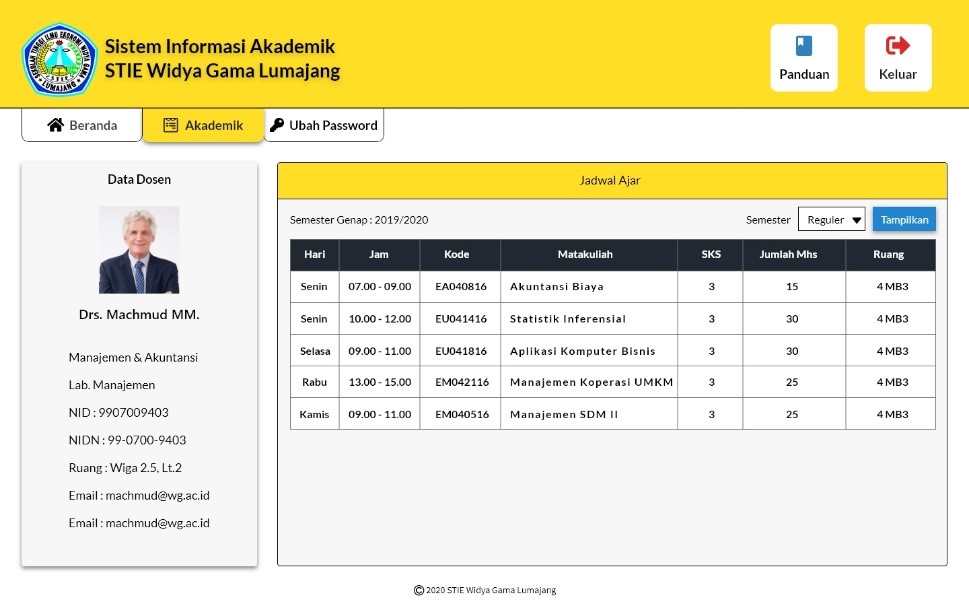 SEKOLAH TINGGI ILMU EKONOMI WIDYA GAMA
STIE
LUMAJANG
Sistem Informasi Akademik
STIE Widya Gama Lumajang
Panduan
Keluar
Beranda
Akademik
Ubah Password
Data Dosen
Drs. Machmud MM.
Manajemen & Akuntansi
Lab. Manajemen
NID : 9907009403
NIDN : 99-0700-9403
Ruang : Wiga 2.5, Lt.2
Email : machmud@wg.ac.id
Email : machmud@wg.ac.id
Jadwal Ajar
Semester Genap : 2019/2020 Semester Reguler Tampilkan
Hari Jam Kode Matakuliah SKS Jumlah Mhs Ruang
Senin 07.00 - 09.00 EA040816 Akuntansi Biaya 3 15 4 MB3
Senin 10.00 - 12.00 EU041416 Statistik Inferensial 3 30 4 MB3
Selasa 09.00 - 11.00 EU041816 Aplikasi Komputer Bisnis 3 30 4 MB3
Rabu 13.00 - 15.00 EM042116 Manajemen Koperasi UMKM 3 25 4 MB3
Kamis 09.00 - 11.00 EM040516 Manajemen SDM II 3 25 4 MB3
© 2020 STIE Widya Gama Lumajang